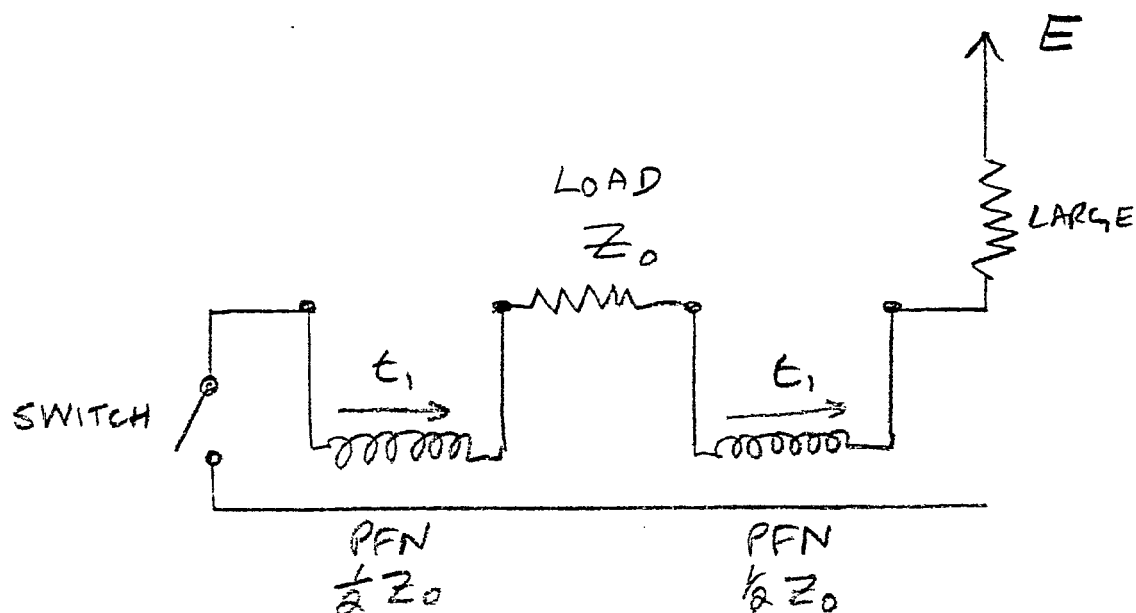 E
LOAD
Z₀
LARGE
t₁
t₁
SWITCH
PFN
½ Z₀
PFN
½ Z₀